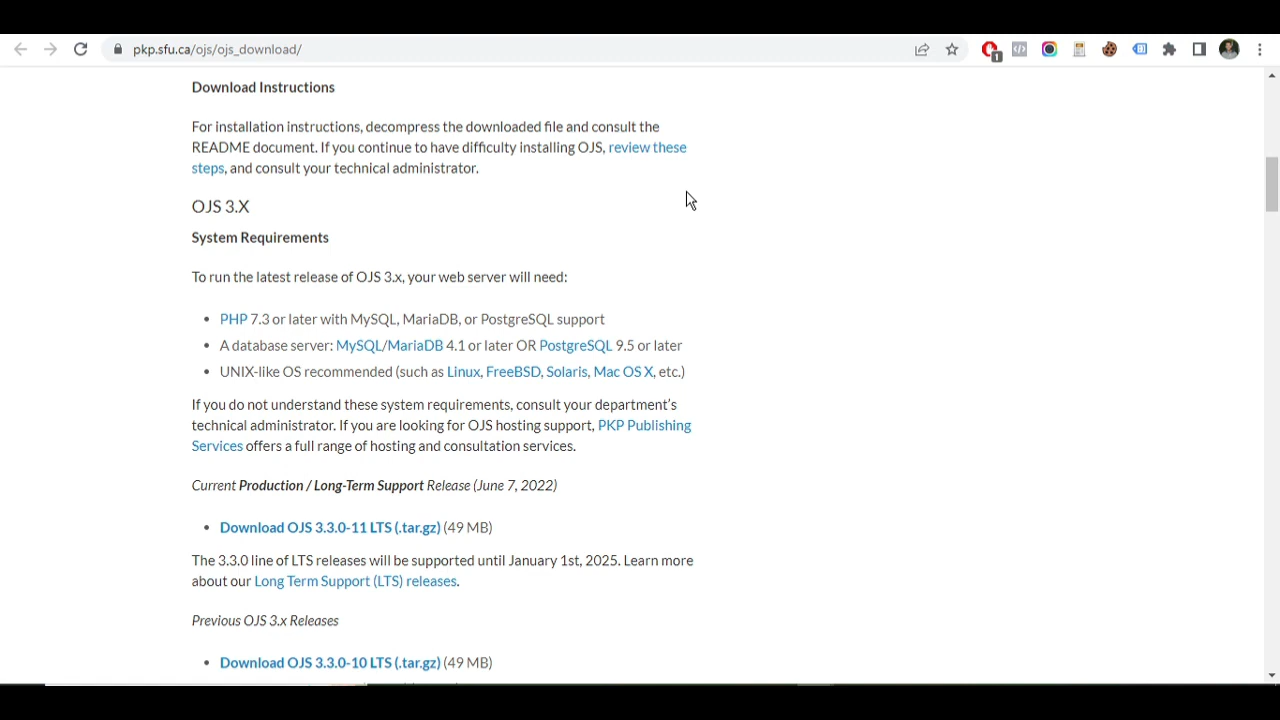 pkp.sfu.ca/ojs/ojs_download/
1
Download Instructions
For installation instructions, decompress the downloaded file and consult the
README document. If you continue to have difficulty installing OJS, review these
steps, and consult your technical administrator.
OJS 3.X
System Requirements
To run the latest release of OJS 3.x, your web server will need:
• PHP 7.3 or later with MySQL, MariaDB, or PostgreSQL support
• A database server: MySQL/MariaDB 4.1 or later OR PostgreSQL 9.5 or later
• UNIX-like OS recommended (such as Linux, FreeBSD, Solaris, Mac OS X, etc.)
If you do not understand these system requirements, consult your department’s
technical administrator. If you are looking for OJS hosting support, PKP Publishing
Services offers a full range of hosting and consultation services.
Current Production / Long-Term Support Release (June 7, 2022)
• Download OJS 3.3.0-11 LTS (.tar.gz) (49 MB)
The 3.3.0 line of LTS releases will be supported until January 1st, 2025. Learn more
about our Long Term Support (LTS) releases.
Previous OJS 3.x Releases
• Download OJS 3.3.0-10 LTS (.tar.gz) (49 MB)